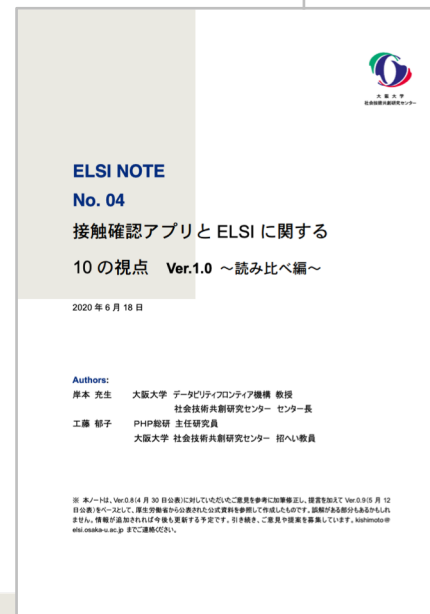 大阪大学
社会技術共創研究センター
ELSI NOTE
No. 04
接触確認アプリと ELSI に関する
10 の視点 Ver.1.0 ～読み比べ編～
2020 年 6 月 18 日
Authors:
岸本 充生 大阪大学 データビリティフロンティア機構 教授
社会技術共創研究センター センター長
工藤 郁子 PHP総研 主任研究員
大阪大学 社会技術共創研究センター 招へい教員
※ 本ノートは、Ver.0.8(4 月 30 日公表)に対していただいたご意見を参考に加筆修正し、提言を加えて Ver.0.9(5 月 12
日公表)をベースとして、厚生労働省から公表された公式資料を参照して作成したものです。誤解がある部分もあるかもしれ
ません。情報が追加されれば今後も更新する予定です。引き続き、ご意見や提案を募集しています。kishimoto@
elsi.osaka-u.ac.jp までご連絡ください。